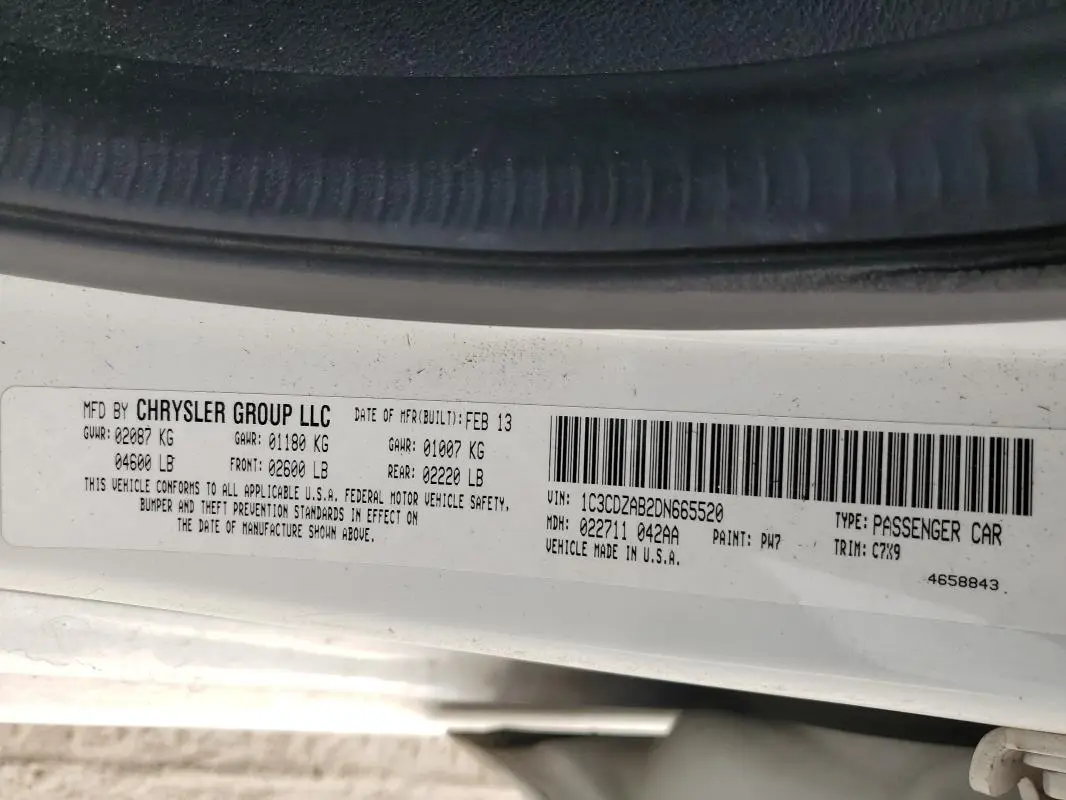 MFD BY CHRYSLER GROUP LLC DATE OF MFR(BUILT): FEB 13
GVWR: 02087 KG GAWR: 01180 KG GAWR: 01007 KG
04600 LB FRONT: 02600 LB REAR: 02220 LB
THIS VEHICLE CONFORMS TO ALL APPLICABLE U.S.A. FEDERAL MOTOR VEHICLE SAFETY,
BUMPER AND THEFT PREVENTION STANDARDS IN EFFECT ON
THE DATE OF MANUFACTURE SHOWN ABOVE.
VIN: 1C3CDZAB2DN665520 TYPE: PASSENGER CAR
MDH: 022711 042AA PAINT: PW7 TRIM: C7X9
VEHICLE MADE IN U.S.A.
4658843